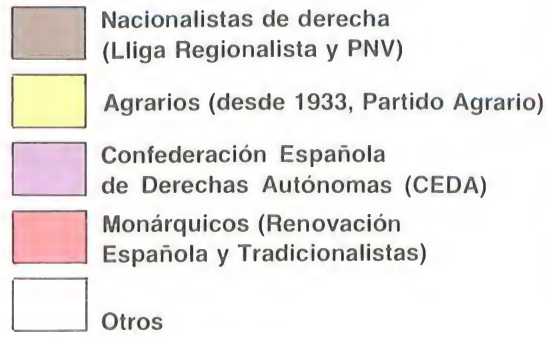 Nacionalistas de derecha
(Lliga Regionalista y PNV)
Agrarios (desde 1933, Partido Agrario)
Confederación Española
de Derechas Autónomas (CEDA)
Monárquicos (Renovación
Española y Tradicionalistas)
Otros